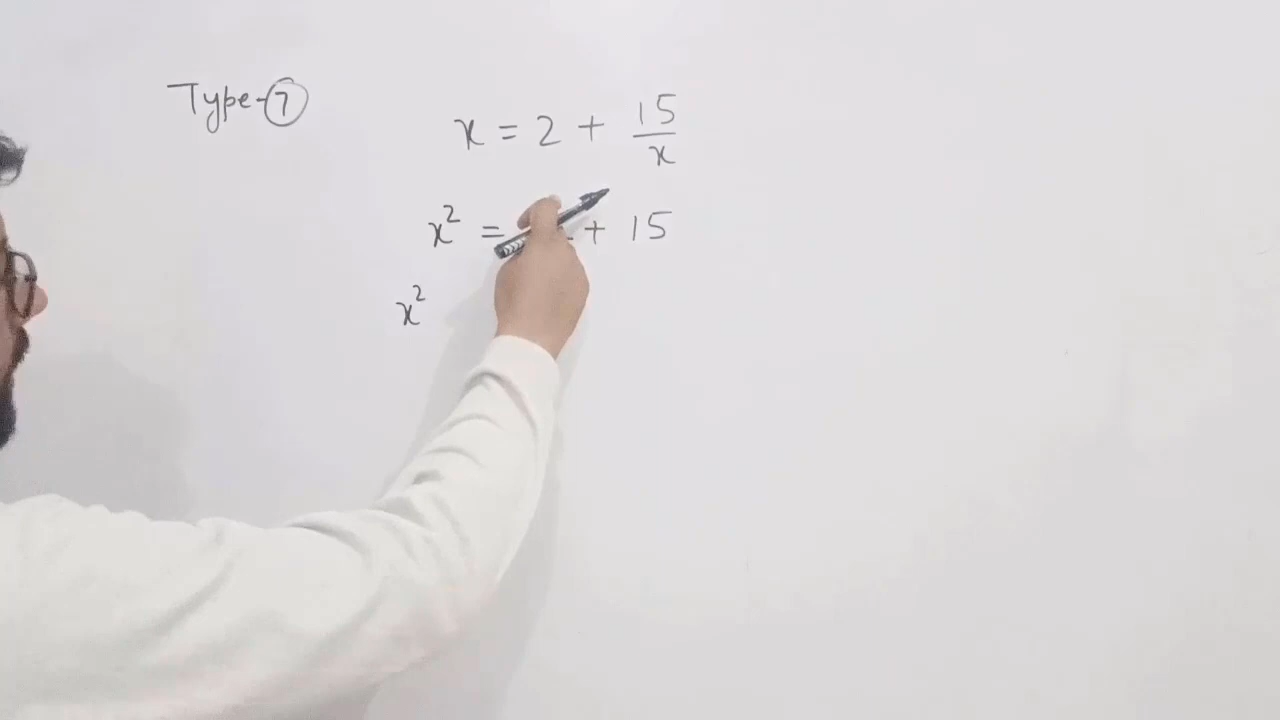 Type-7
x = 2 + 15/x
x² = + 15
x²